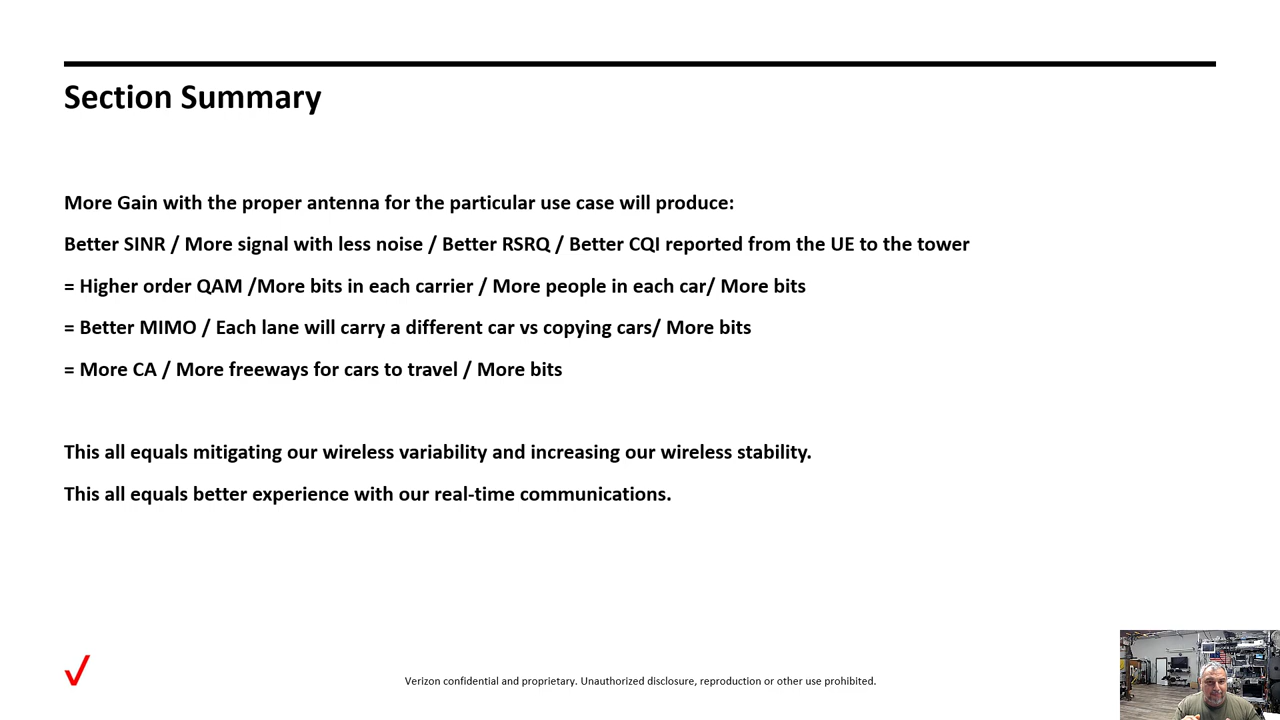 Section Summary
More Gain with the proper antenna for the particular use case will produce:
Better SINR / More signal with less noise / Better RSRQ / Better CQI reported from the UE to the tower
= Higher order QAM /More bits in each carrier / More people in each car/ More bits
= Better MIMO / Each lane will carry a different car vs copying cars/ More bits
= More CA / More freeways for cars to travel / More bits
This all equals mitigating our wireless variability and increasing our wireless stability.
This all equals better experience with our real-time communications.
Verizon confidential and proprietary. Unauthorized disclosure, reproduction or other use prohibited.